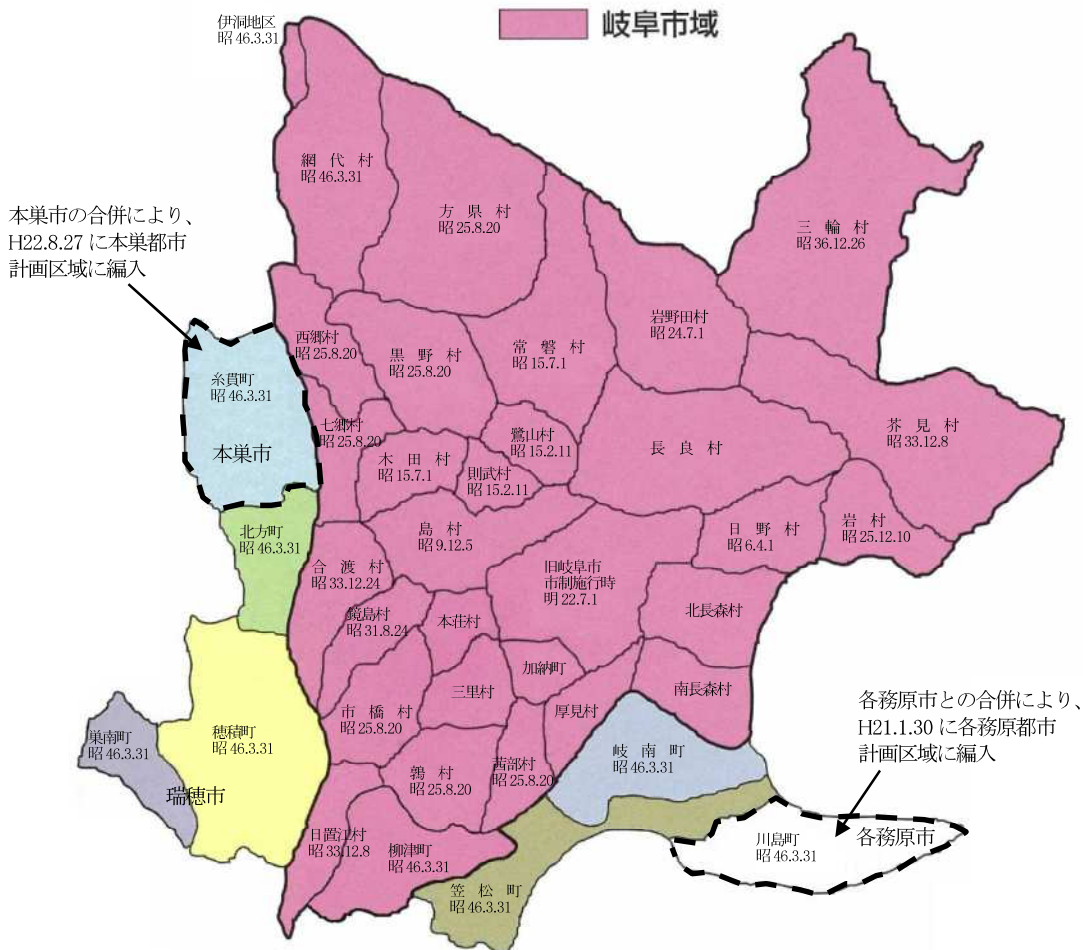 岐阜市域
伊洞地区
昭46.3.31
網代村
昭46.3.31
方県村
昭25.8.20
三輪村
昭36.12.26
本巣市の合併により、
H22.8.27に本巣都市
計画区域に編入
西郷村
昭25.8.20
黒野村
昭25.8.20
常磐村
昭15.7.1
岩野田村
昭24.7.1
糸貫町
昭46.3.31
本巣市
七郷村
昭25.8.20
木田村
昭15.7.1
鷺山村
昭15.2.11
則武村
昭15.2.11
長良村
芥見村
昭33.12.8
北方町
昭46.3.31
島村
昭9.12.5
日野村
昭6.4.1
岩村
昭25.12.10
合渡村
昭33.12.24
旧岐阜市
市制施行時
明22.7.1
鏡島村
昭31.8.24
本荘村
北長森村
加納町
三里村
南長森村
市橋村
昭25.8.20
厚見村
巣南町
昭46.3.31
穂積町
昭46.3.31
瑞穂市
鶉村
昭25.8.20
茜部村
昭25.8.20
岐南町
昭46.3.31
各務原市との合併により、
H21.1.30に各務原都市
計画区域に編入
日置江村
昭33.12.8
柳津町
昭46.3.31
川島町
昭46.3.31
各務原市
笠松町
昭46.3.31